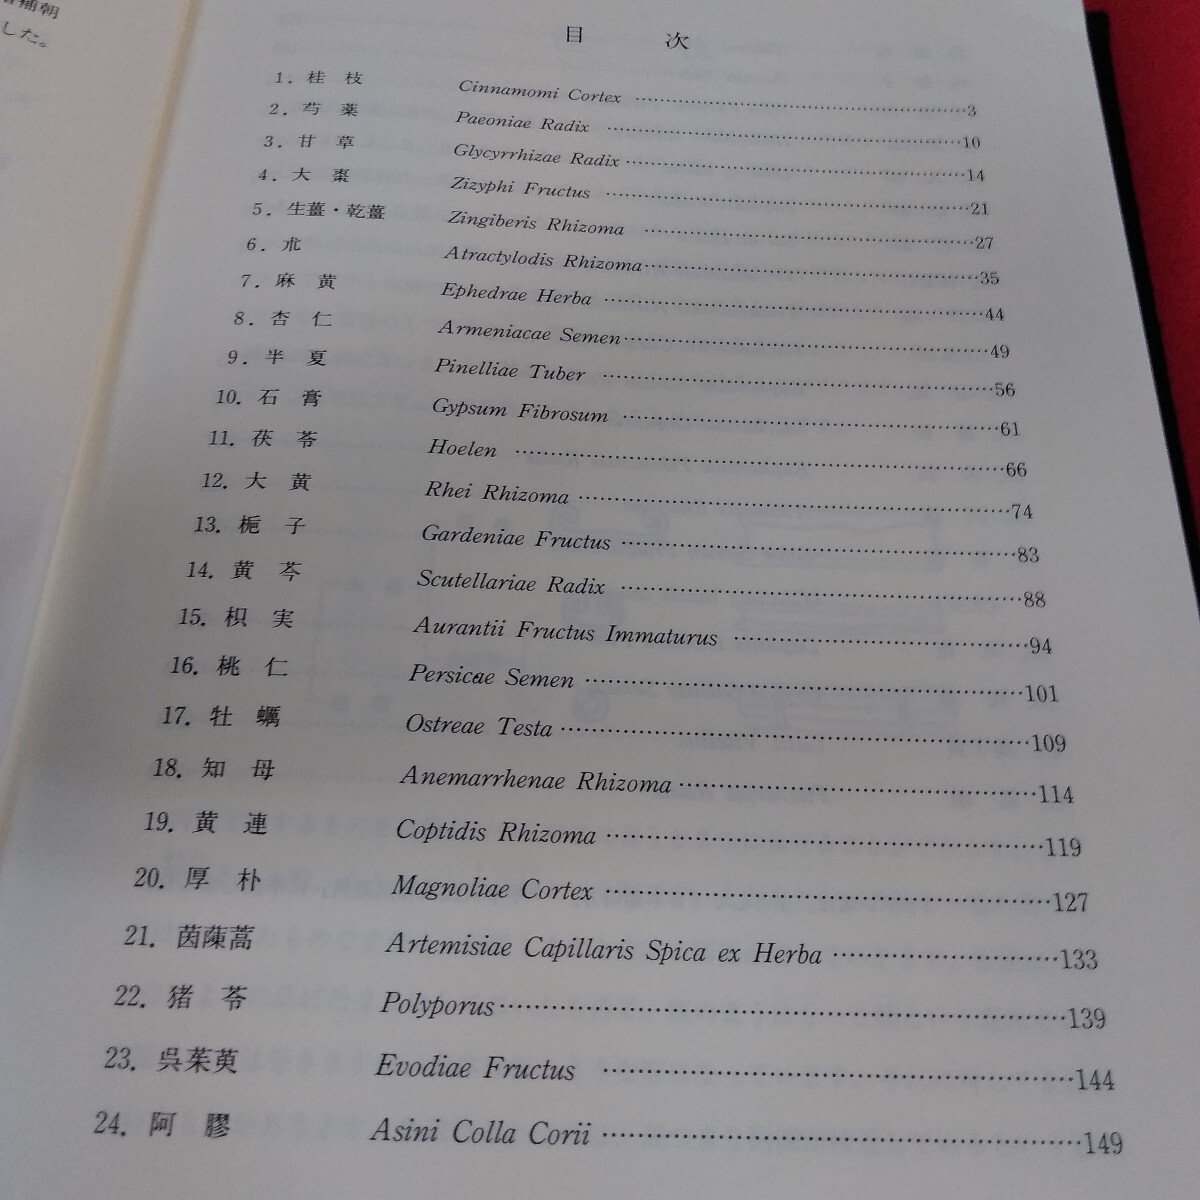 補朝
した。
目 次
1. 桂 枝 Cinnamomi Cortex 3
2. 芍 薬 Paeoniae Radix 10
3. 甘 草 Glycyrrhizae Radix 14
4. 大 棗 Zizyphi Fructus 21
5. 生薑・乾薑 Zingiberis Rhizoma 27
6. 朮 Atractylodis Rhizoma 35
7. 麻 黄 Ephedrae Herba 44
8. 杏 仁 Armeniacae Semen 49
9. 半 夏 Pinelliae Tuber 56
10. 石 膏 Gypsum Fibrosum 61
11. 茯 苓 Hoelen 66
12. 大 黄 Rhei Rhizoma 74
13. 梔 子 Gardeniae Fructus 83
14. 黄 芩 Scutellariae Radix 88
15. 枳 実 Aurantii Fructus Immaturus 94
16. 桃 仁 Persicae Semen 101
17. 牡 蠣 Ostreae Testa 109
18. 知 母 Anemarrhenae Rhizoma 114
19. 黄 連 Coptidis Rhizoma 119
20. 厚 朴 Magnoliae Cortex 127
21. 茵蔯蒿 Artemisiae Capillaris Spica ex Herba 133
22. 猪 苓 Polyporus 139
23. 呉茱萸 Evodiae Fructus 144
24. 阿 膠 Asini Colla Corii 149